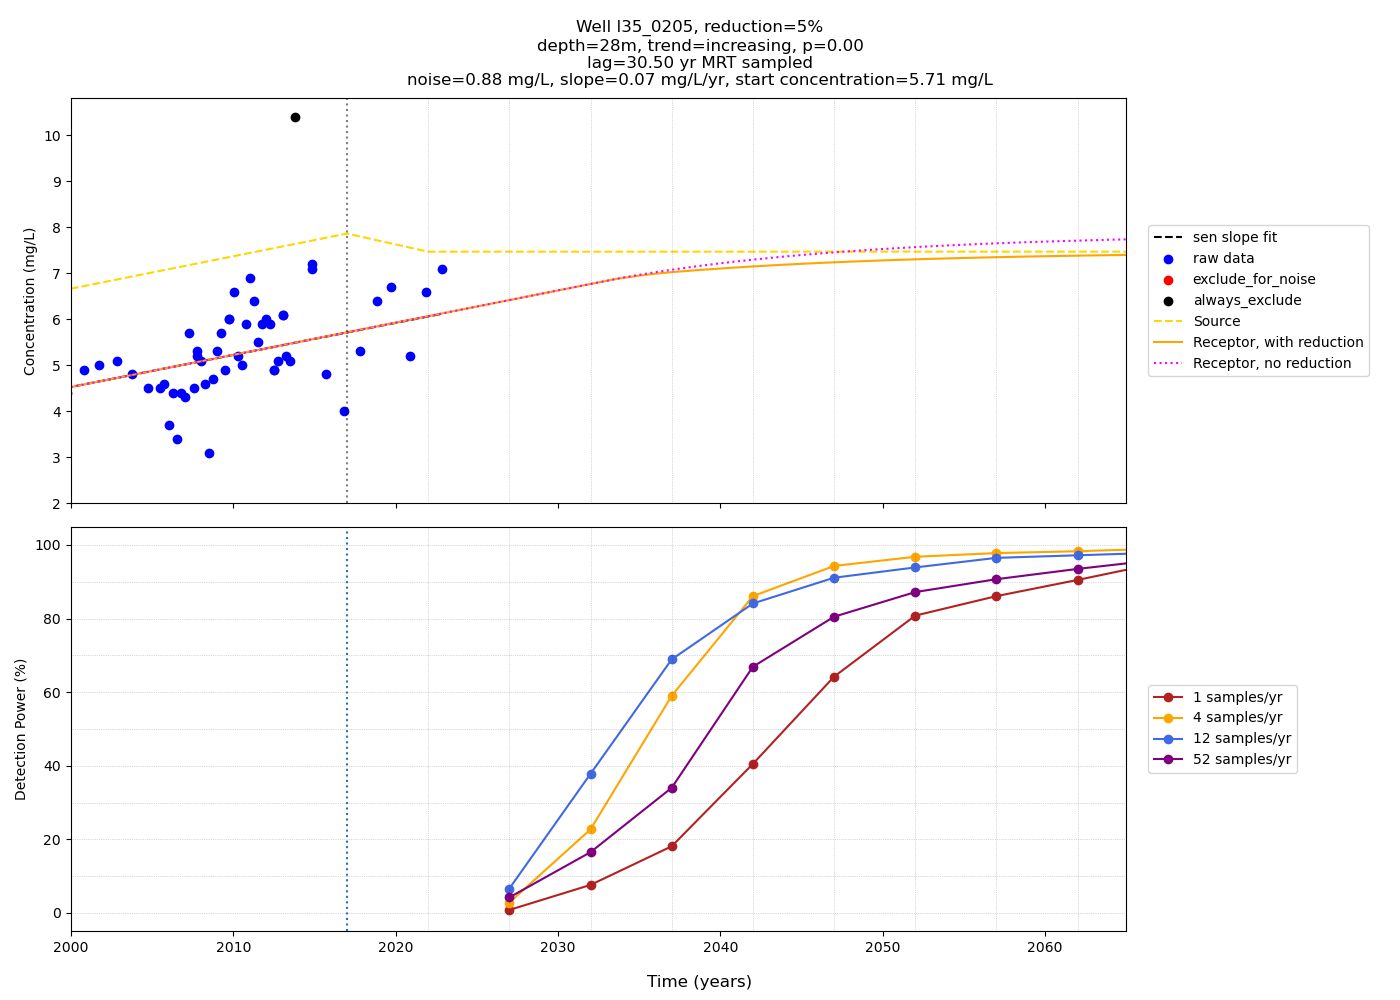 Well l35_0205, reduction=5%
depth=28m, trend=increasing, p=0.00
lag=30.50 yr MRT sampled
noise=0.88 mg/L, slope=0.07 mg/L/yr, start concentration=5.71 mg/L
Concentration (mg/L)
10
9
8
7
6
5
4
3
2
sen slope fit
raw data
exclude_for_noise
always_exclude
Source
Receptor, with reduction
Receptor, no reduction
Detection Power (%)
100
80
60
40
20
0
1 samples/yr
4 samples/yr
12 samples/yr
52 samples/yr
2000
2010
2020
2030
2040
2050
2060
Time (years)